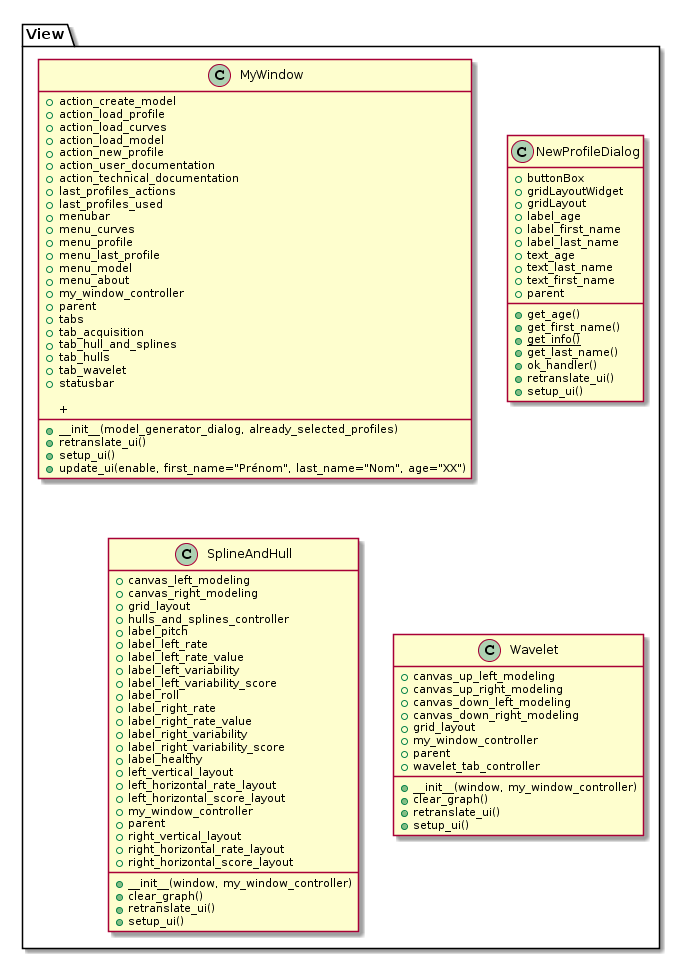 View
C MyWindow
action_create_model
action_load_profile
action_load_curves
action_load_model
action_new_profile
action_user_documentation
action_technical_documentation
last_profiles_actions
last_profiles_used
menubar
menu_curves
menu_profile
menu_last_profile
menu_model
menu_about
my_window_controller
parent
tabs
tab_acquisition
tab_hull_and_splines
tab_hulls
tab_wavelet
statusbar
+
__init__(model_generator_dialog, already_selected_profiles)
retranslate_ui()
setup_ui()
update_ui(enable, first_name="Prénom", last_name="Nom", age="XX")
C NewProfileDialog
buttonBox
gridLayoutWidget
gridLayout
label_age
label_first_name
label_last_name
text_age
text_last_name
text_first_name
parent
get_age()
get_first_name()
get_info()
get_last_name()
ok_handler()
retranslate_ui()
setup_ui()
C SplineAndHull
canvas_left_modeling
canvas_right_modeling
grid_layout
hulls_and_splines_controller
label_pitch
label_left_rate
label_left_rate_value
label_left_variability
label_left_variability_score
label_roll
label_right_rate
label_right_rate_value
label_right_variability
label_right_variability_score
label_healthy
left_vertical_layout
left_horizontal_rate_layout
left_horizontal_score_layout
my_window_controller
parent
right_vertical_layout
right_horizontal_rate_layout
right_horizontal_score_layout
__init__(window, my_window_controller)
clear_graph()
retranslate_ui()
setup_ui()
C Wavelet
canvas_up_left_modeling
canvas_up_right_modeling
canvas_down_left_modeling
canvas_down_right_modeling
grid_layout
my_window_controller
parent
wavelet_tab_controller
__init__(window, my_window_controller)
clear_graph()
retranslate_ui()
setup_ui()